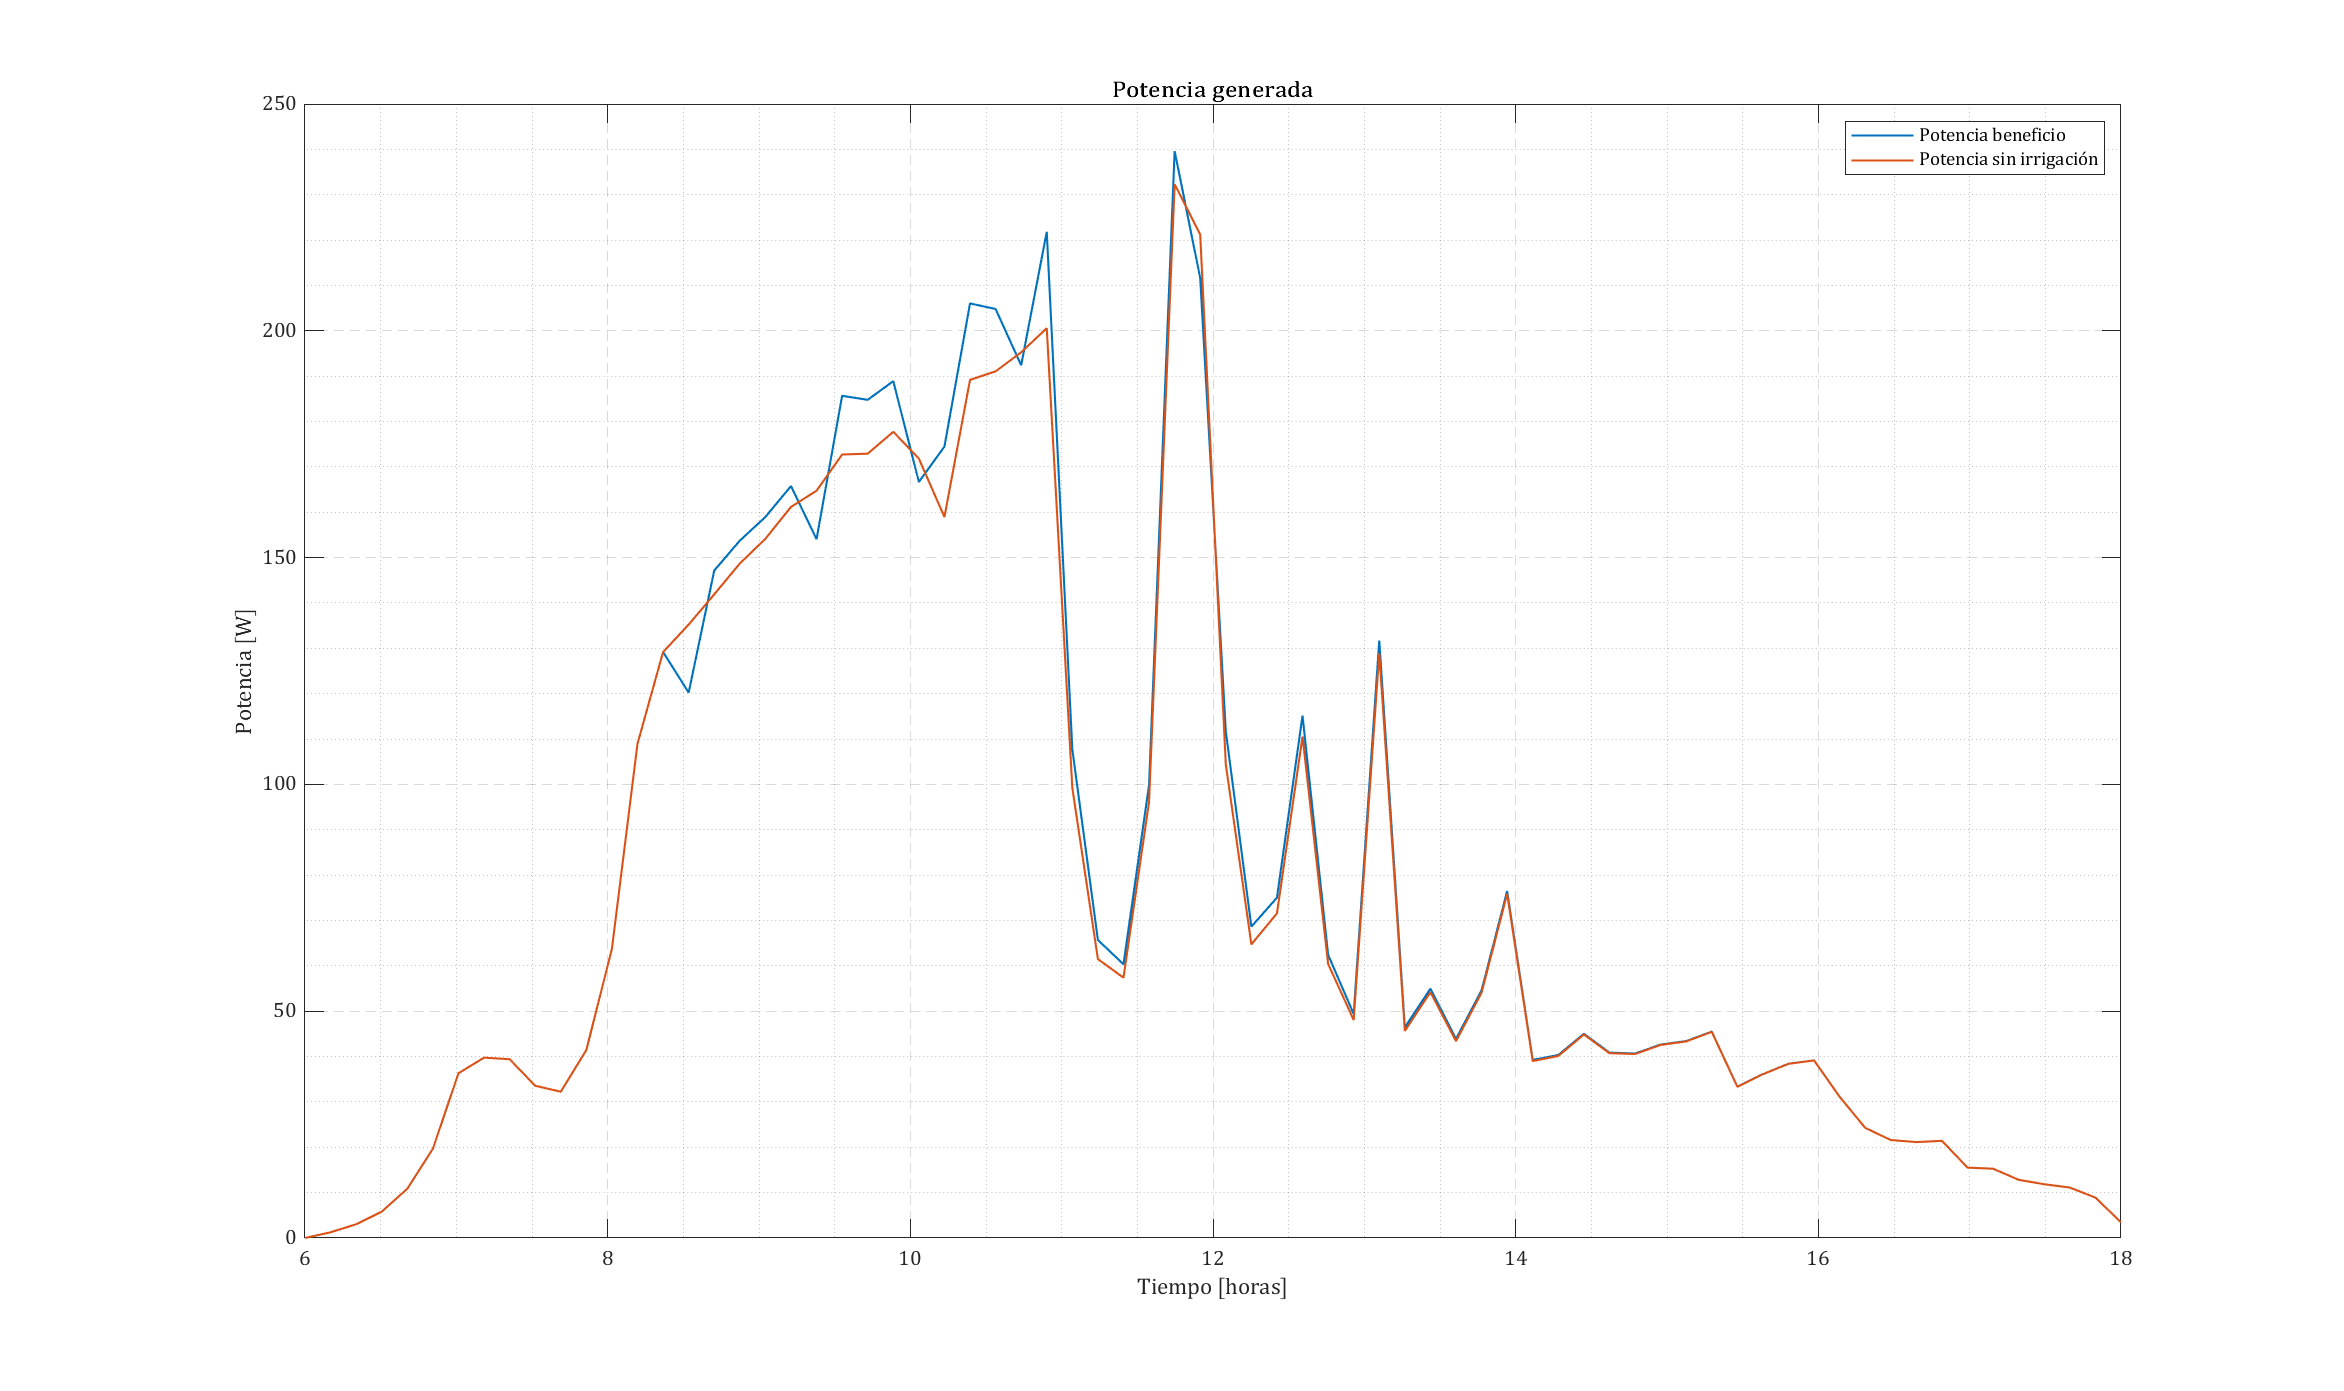 Potencia generada
250
200
150
100
50
0
Potencia [W]
6 8 10 12 14 16 18
Tiempo [horas]
Potencia beneficio
Potencia sin irrigación